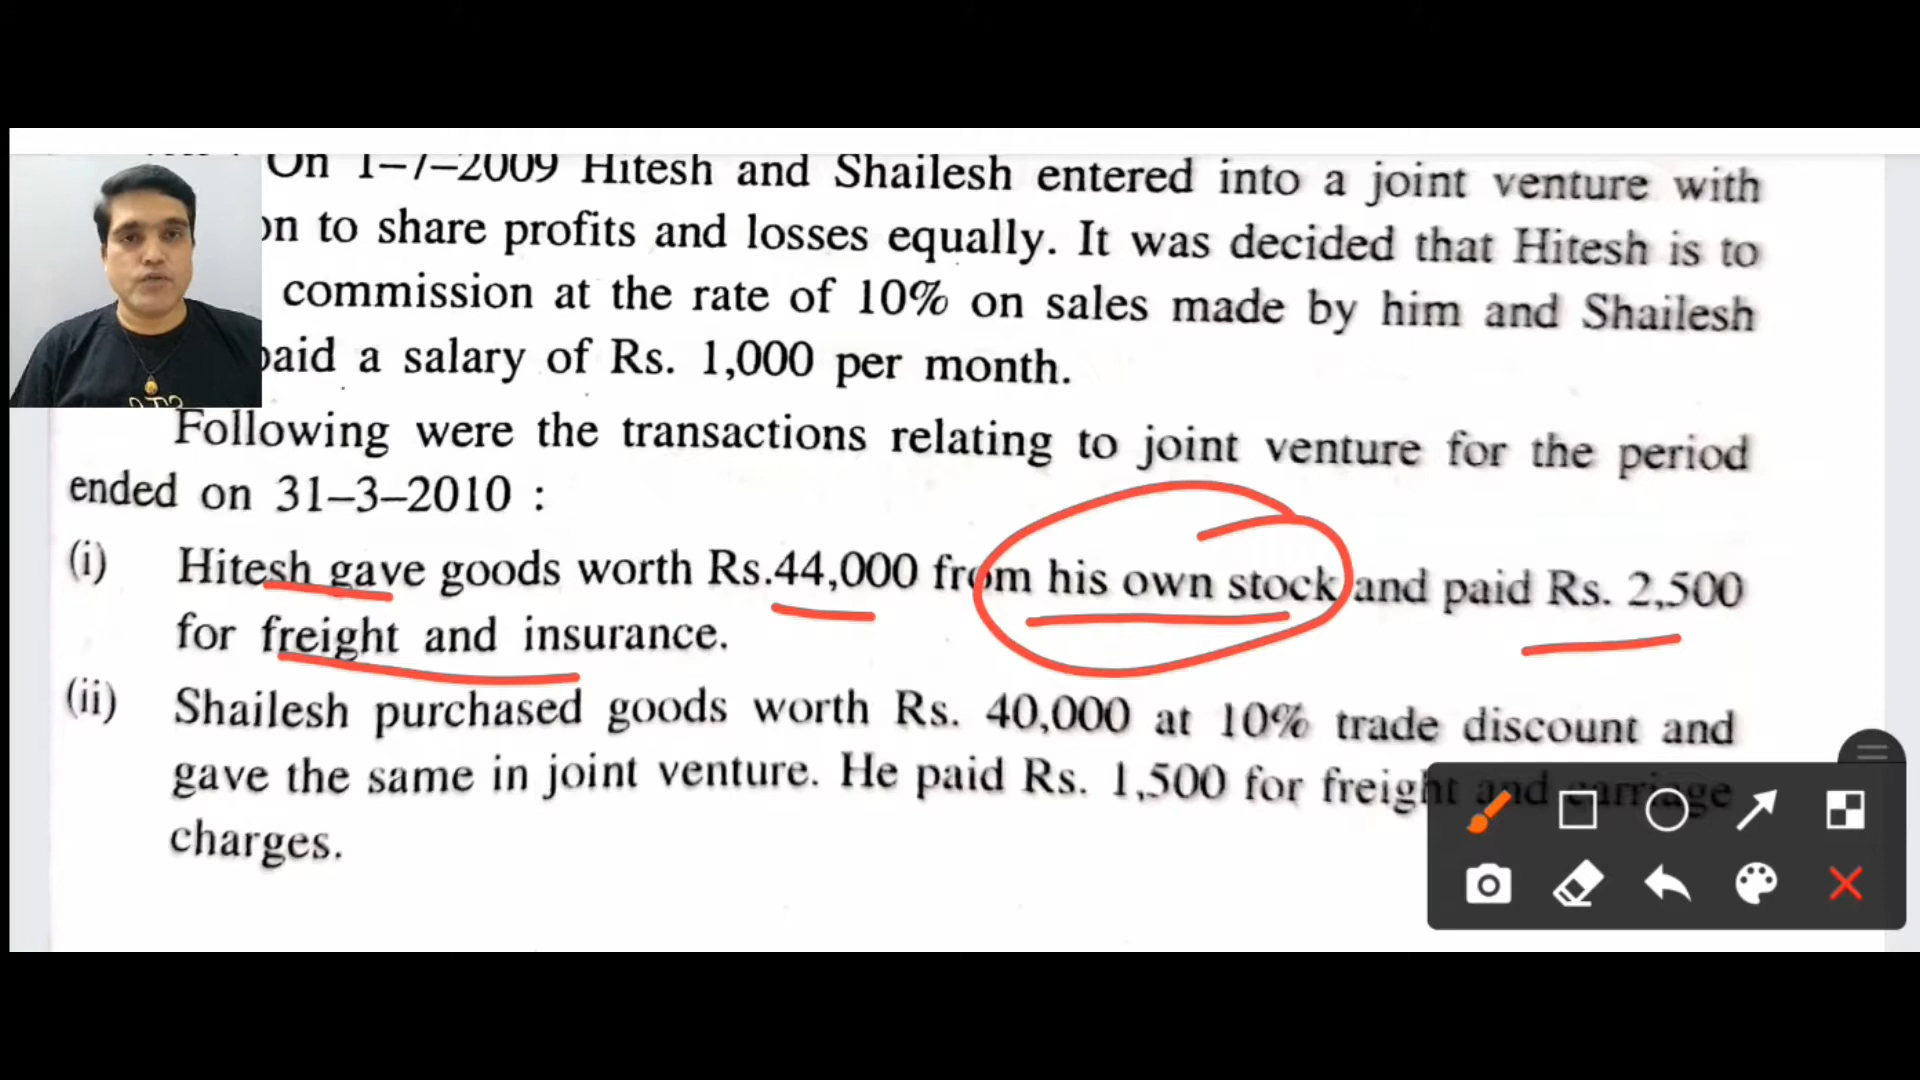 On 1–7–2009 Hitesh and Shailesh entered into a joint venture with
on to share profits and losses equally. It was decided that Hitesh is to
commission at the rate of 10% on sales made by him and Shailesh
paid a salary of Rs. 1,000 per month.
Following were the transactions relating to joint venture for the period
ended on 31–3–2010 :
(i) Hitesh gave goods worth Rs.44,000 from his own stock and paid Rs. 2,500
for freight and insurance.
(ii) Shailesh purchased goods worth Rs. 40,000 at 10% trade discount and
gave the same in joint venture. He paid Rs. 1,500 for freight and carriage
charges.